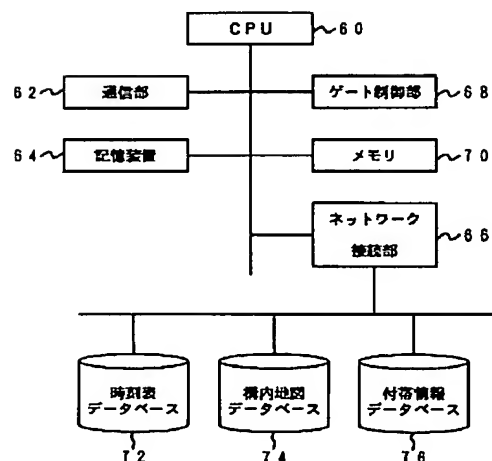 CPU
60
62
通信部
ゲート制御部
68
64
記憶装置
メモリ
70
ネットワーク
接続部
66
時刻表
データベース
構内地図
データベース
付帯情報
データベース
72
74
76